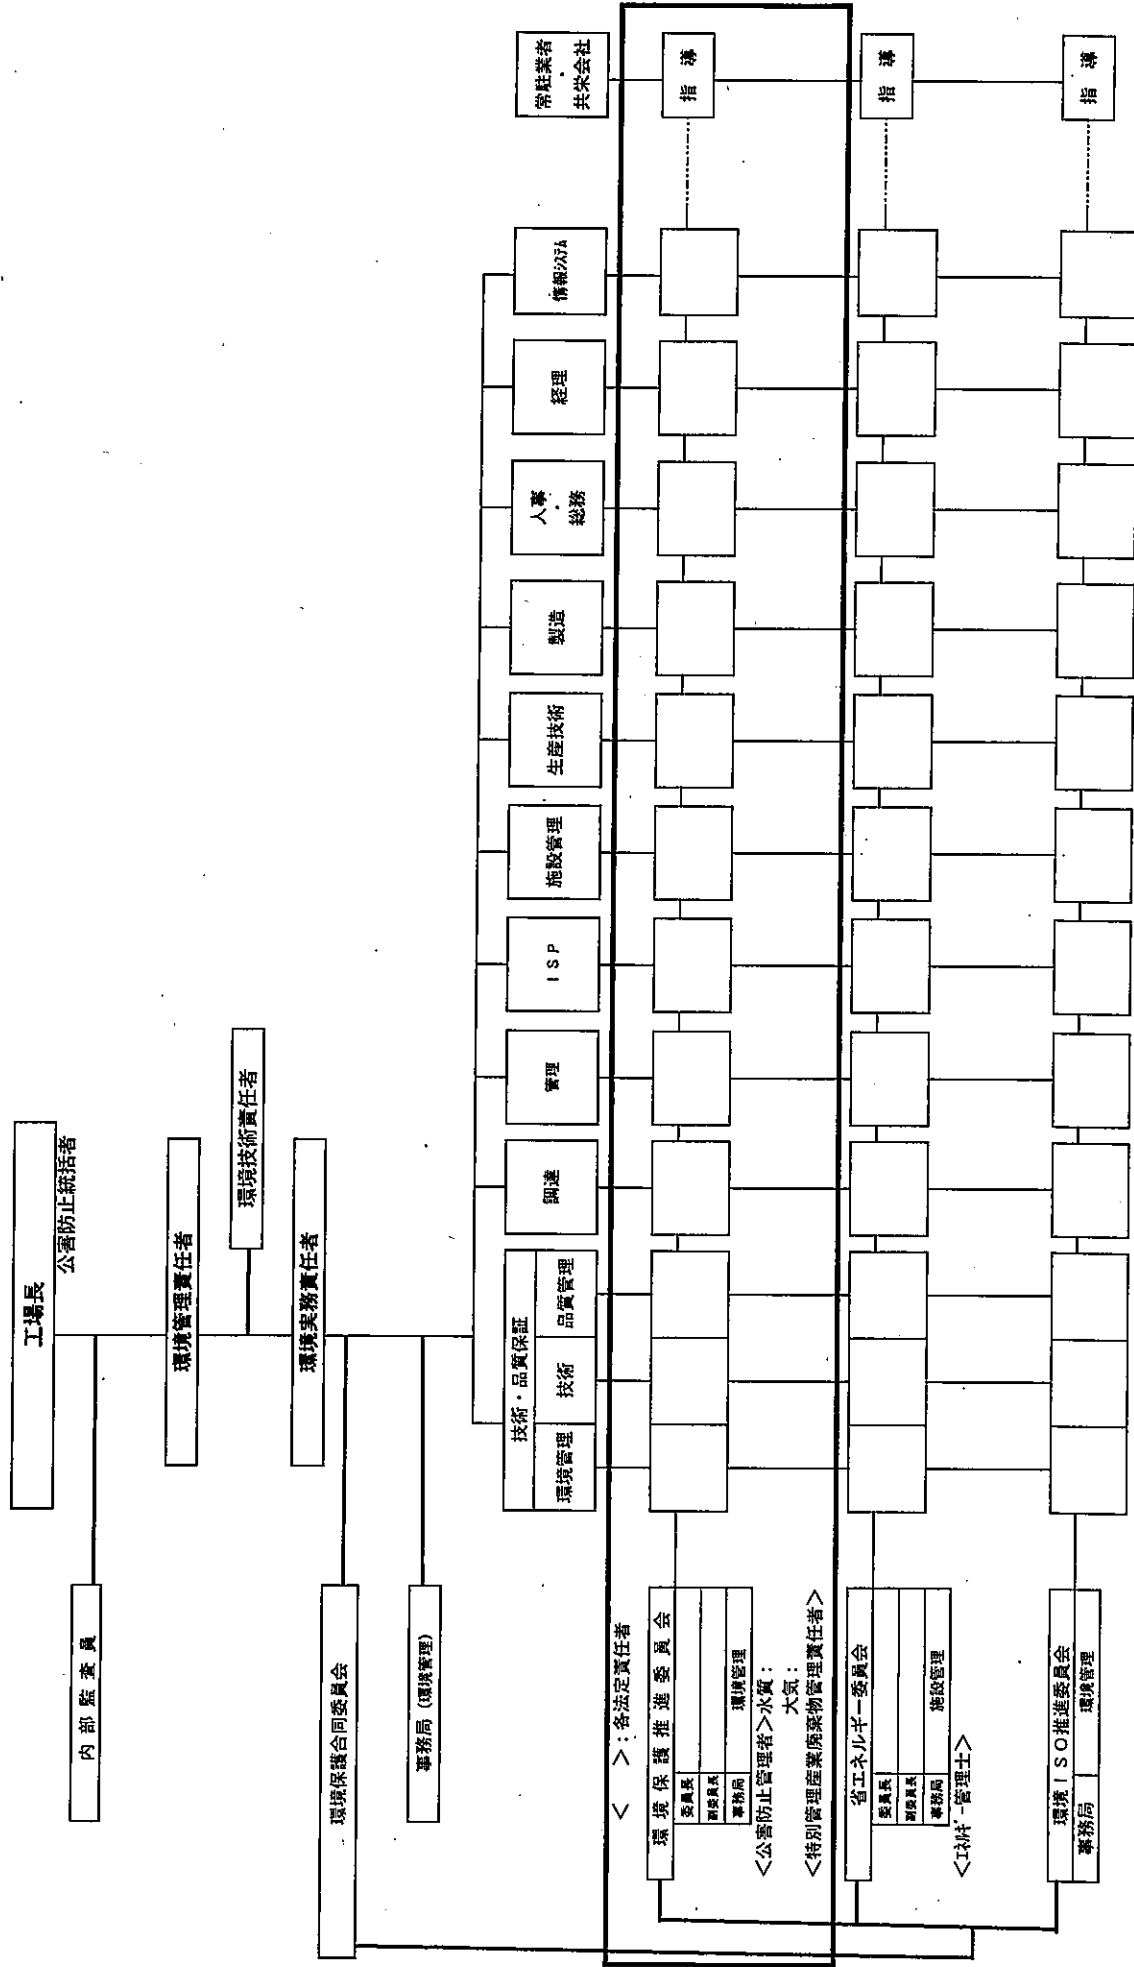 工場長
公害防止統括者
内部監査員
環境管理責任者
環境技術責任者
環境実務責任者
環境保護合同委員会
事務局(環境管理)
技術・品質保証
環境管理
技術
品質管理
調達
管理
ISP
施設管理
生産技術
製造
人事・総務
経理
情報システム
常駐業者・共栄会社
< >:各法定責任者
環境保護推進委員会
委員長
副委員長
事務局 環境管理
<公害防止管理者>水質:
大気:
<特別管理産業廃棄物管理責任者>
指導
省エネルギー委員会
委員長
副委員長
事務局 施設管理
<エネルギー管理士>
指導
環境ISO推進委員会
事務局 環境管理
指導